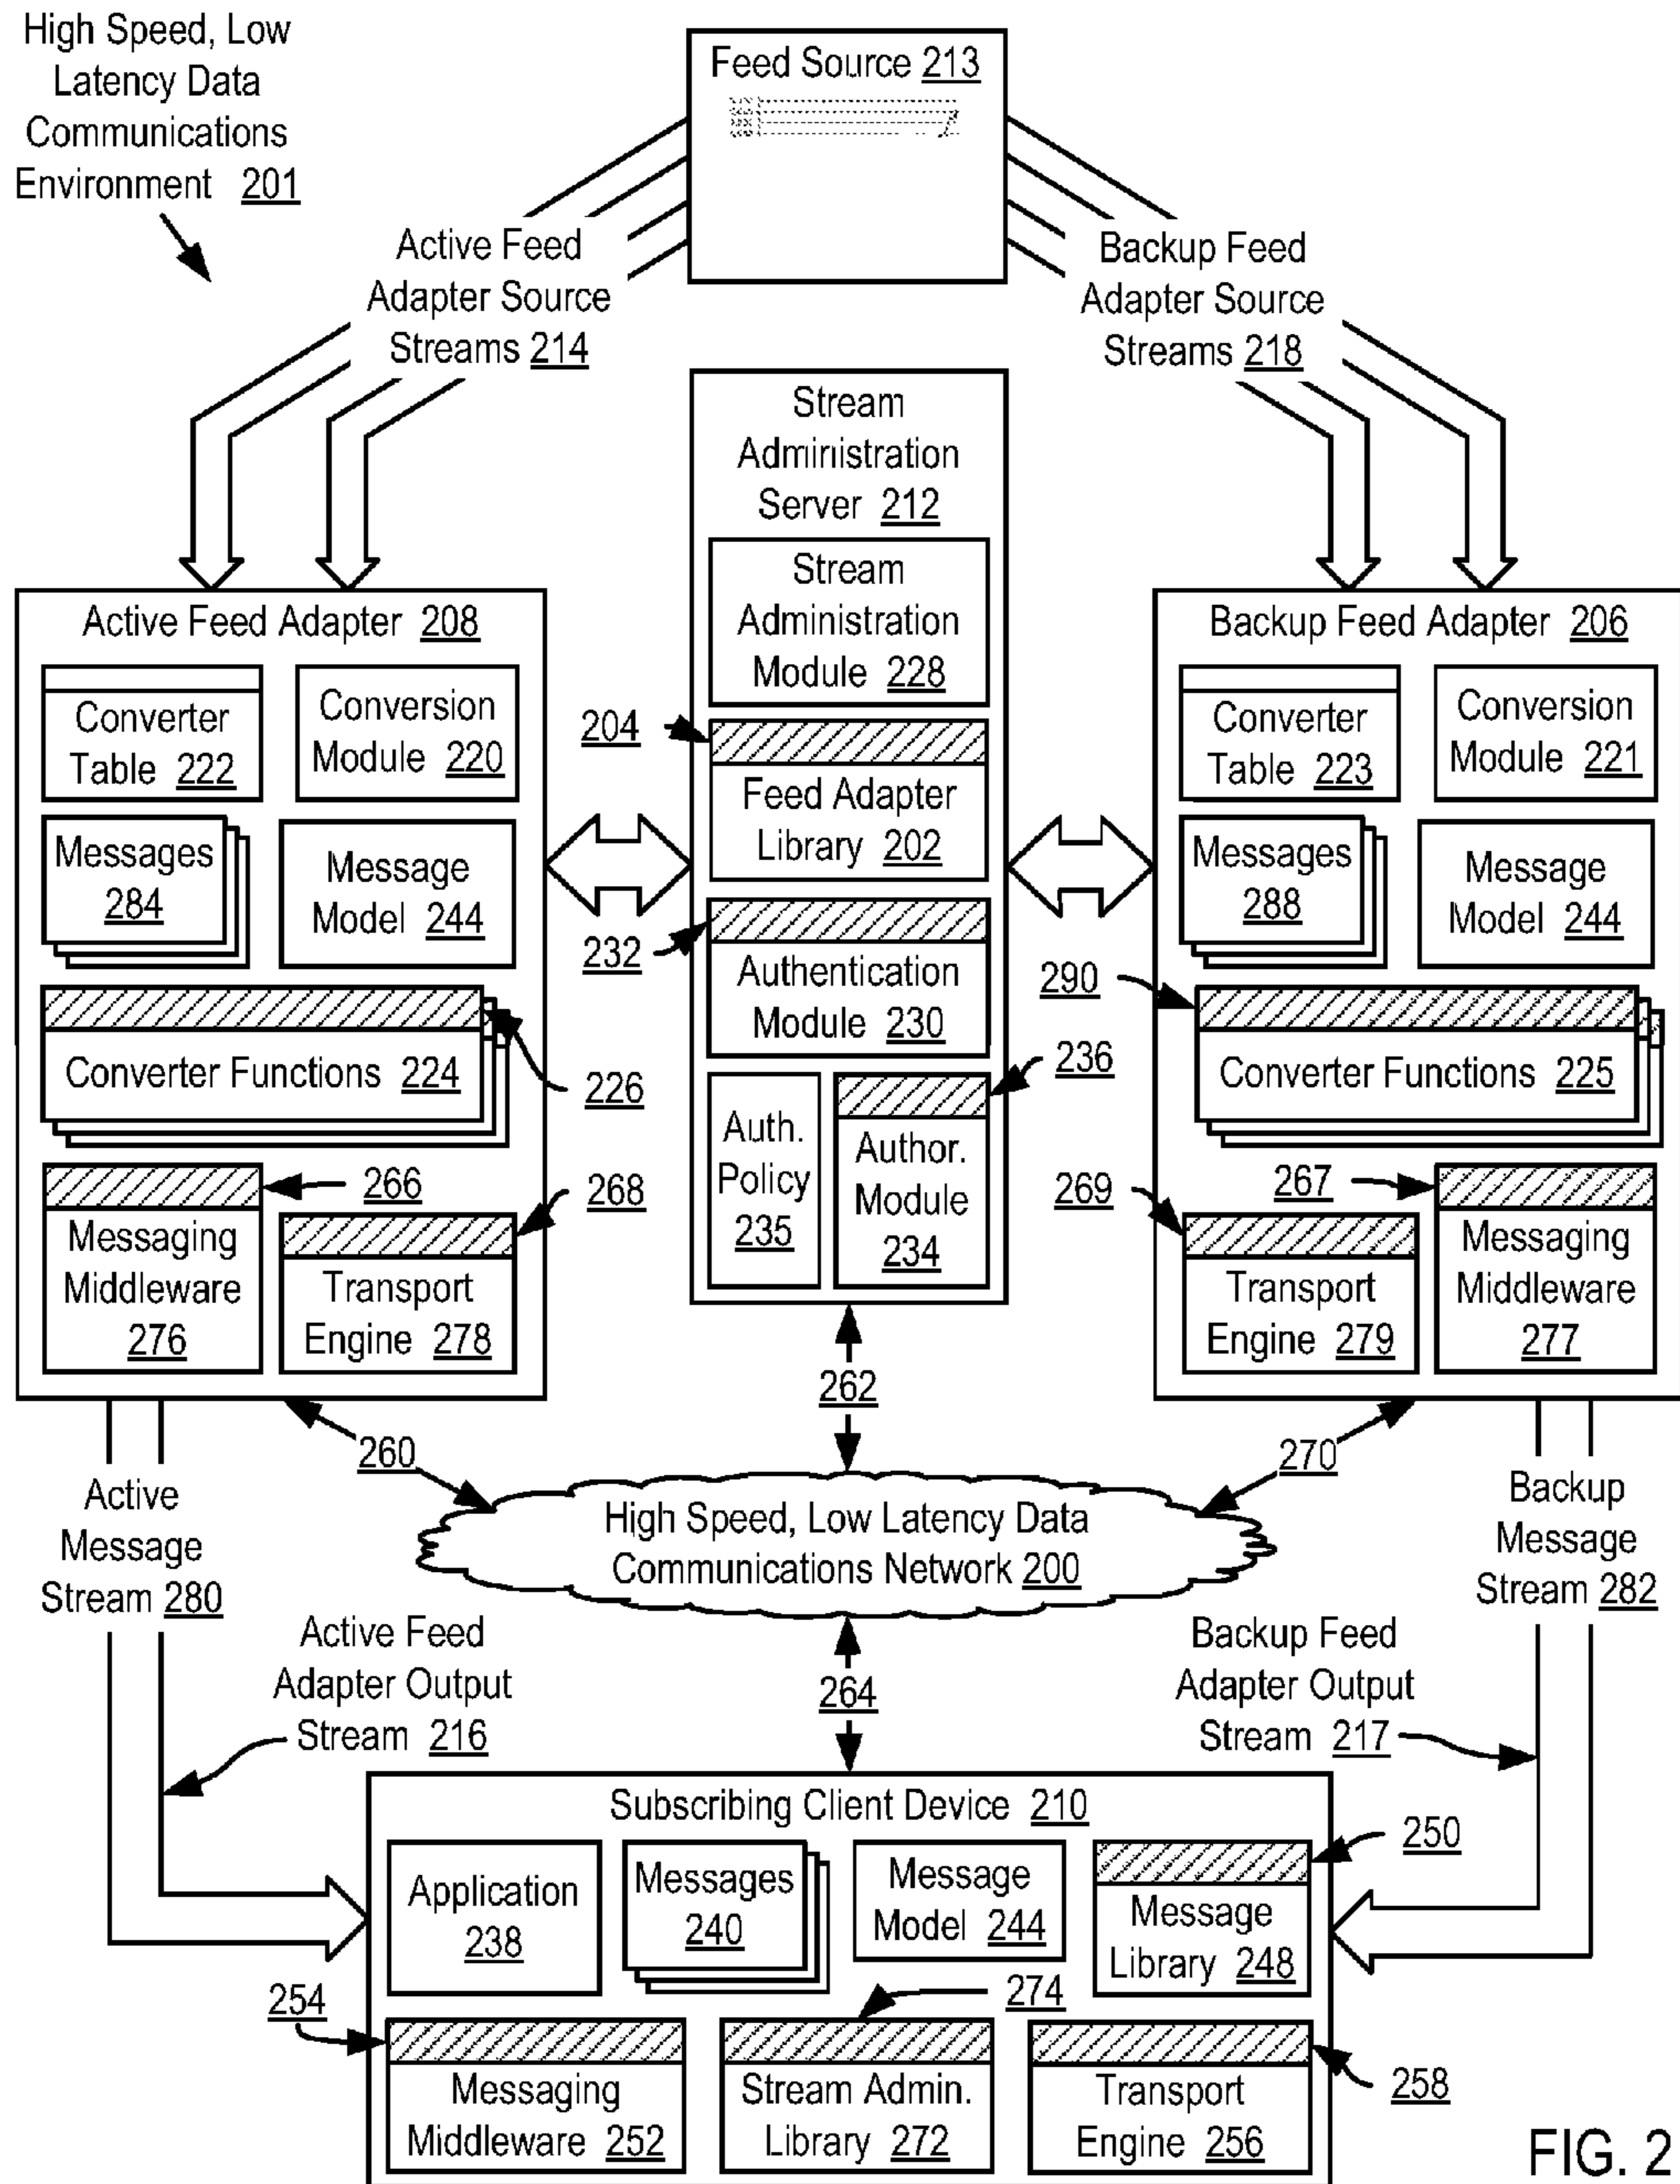 High Speed, Low
Latency Data
Communications
Environment 201
Feed Source 213
Active Feed
Adapter Source
Streams 214
Backup Feed
Adapter Source
Streams 218
Stream
Administration
Server 212
Stream
Administration
Module 228
204
Feed Adapter
Library 202
232
Authentication
Module 230
236
Auth.
Policy
235
Author.
Module
234
Active Feed Adapter 208
Converter
Table 222
Conversion
Module 220
Messages
284
Message
Model 244
Converter Functions 224
226
266
268
Messaging
Middleware
276
Transport
Engine 278
Backup Feed Adapter 206
Converter
Table 223
Conversion
Module 221
Messages
288
Message
Model 244
290
Converter Functions 225
269
267
Transport
Engine 279
Messaging
Middleware
277
260
262
270
High Speed, Low Latency Data
Communications Network 200
Active
Message
Stream 280
Backup
Message
Stream 282
Active Feed
Adapter Output
Stream 216
264
Backup Feed
Adapter Output
Stream 217
Subscribing Client Device 210
250
Application
238
Messages
240
Message
Model 244
Message
Library 248
254
274
258
Messaging
Middleware 252
Stream Admin.
Library 272
Transport
Engine 256
FIG. 2